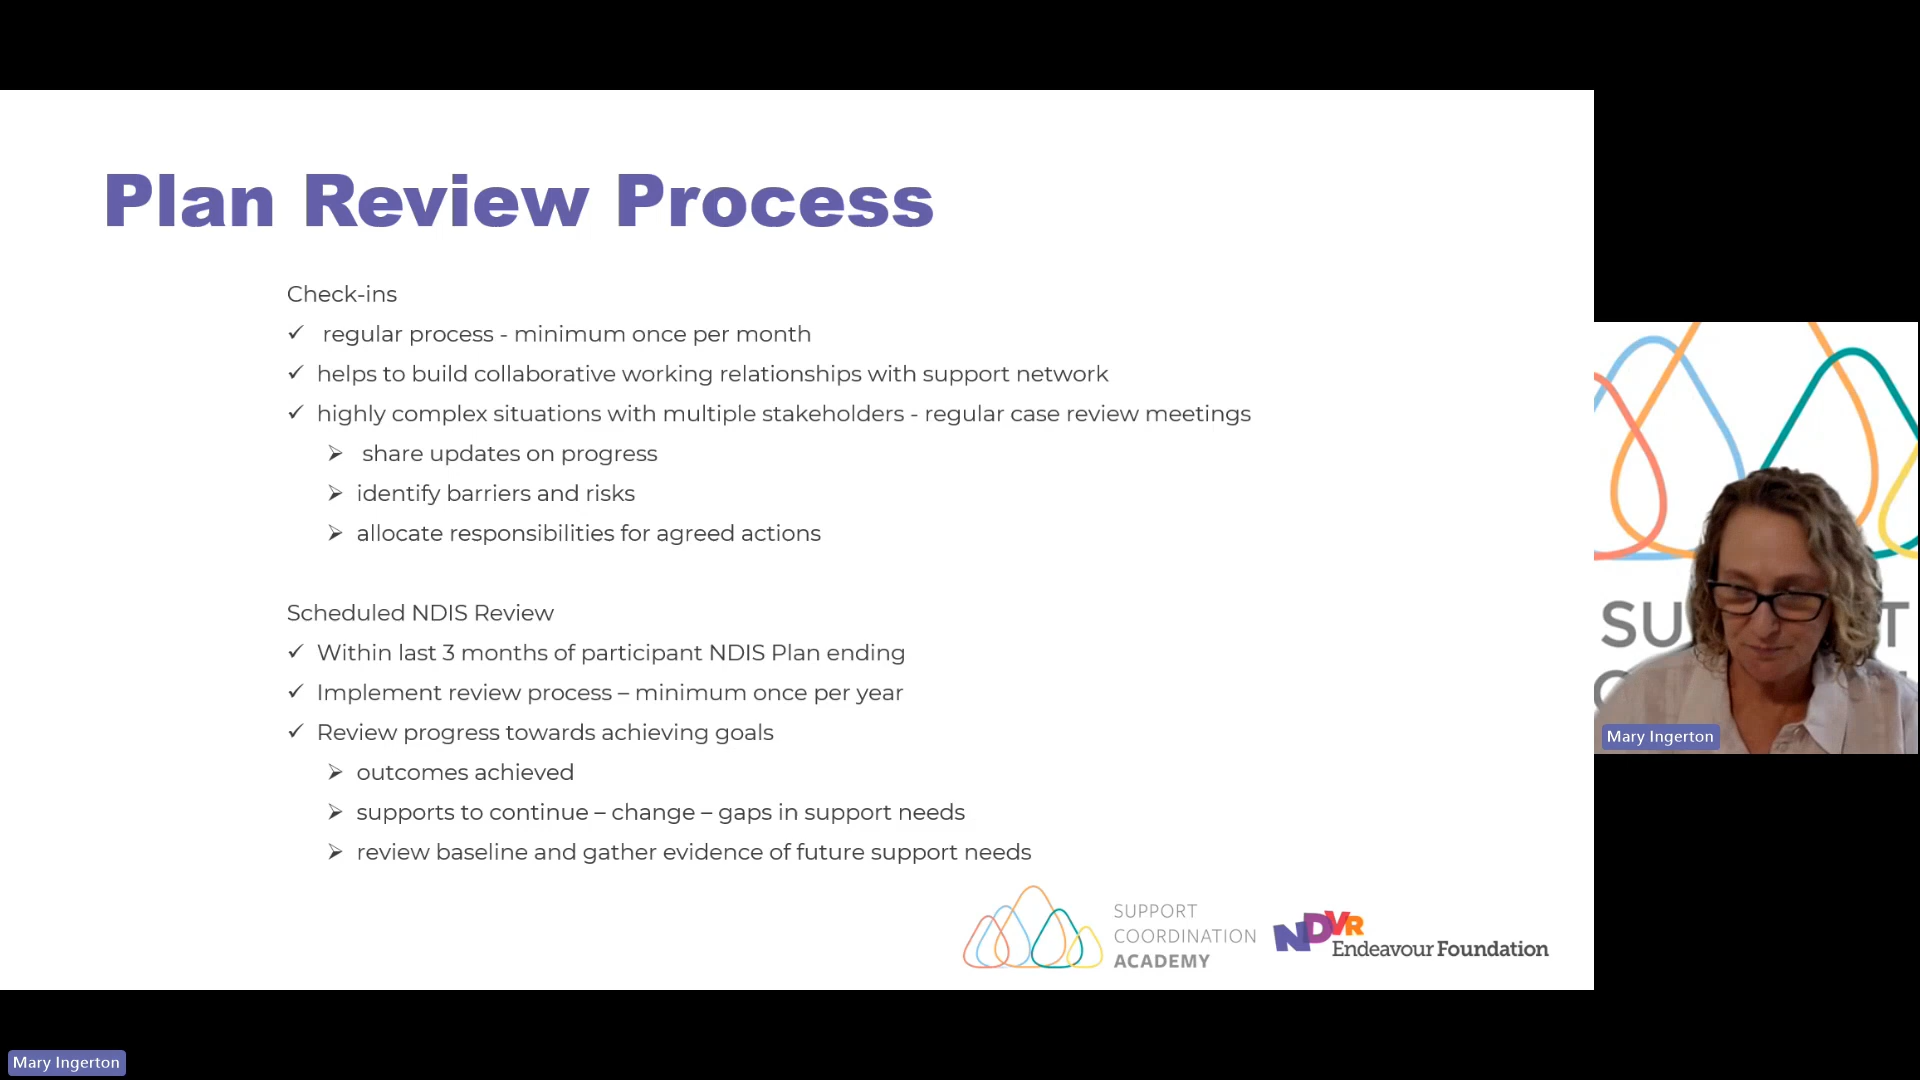 Plan Review Process
Check-ins
✓ regular process - minimum once per month
✓ helps to build collaborative working relationships with support network
✓ highly complex situations with multiple stakeholders - regular case review meetings
➢ share updates on progress
➢ identify barriers and risks
➢ allocate responsibilities for agreed actions
Scheduled NDIS Review
✓ Within last 3 months of participant NDIS Plan ending
✓ Implement review process – minimum once per year
✓ Review progress towards achieving goals
➢ outcomes achieved
➢ supports to continue – change – gaps in support needs
➢ review baseline and gather evidence of future support needs
SUPPORT
COORDINATION
ACADEMY
NDVR
Endeavour Foundation
SU T
Mary Ingerton
Mary Ingerton